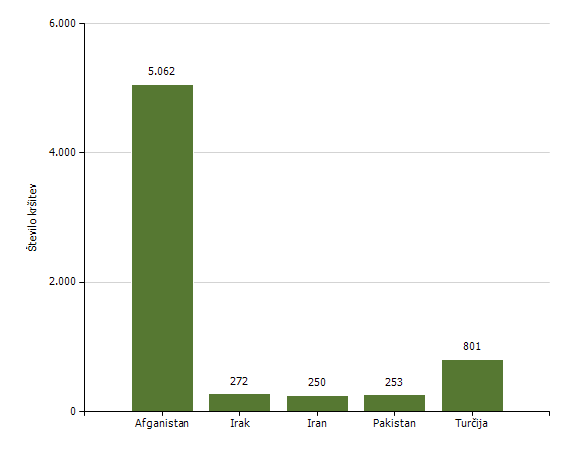 6.000
5.062
4.000
Število kršitev
2.000
801
272
250
253
0
Afganistan
Irak
Iran
Pakistan
Turčija